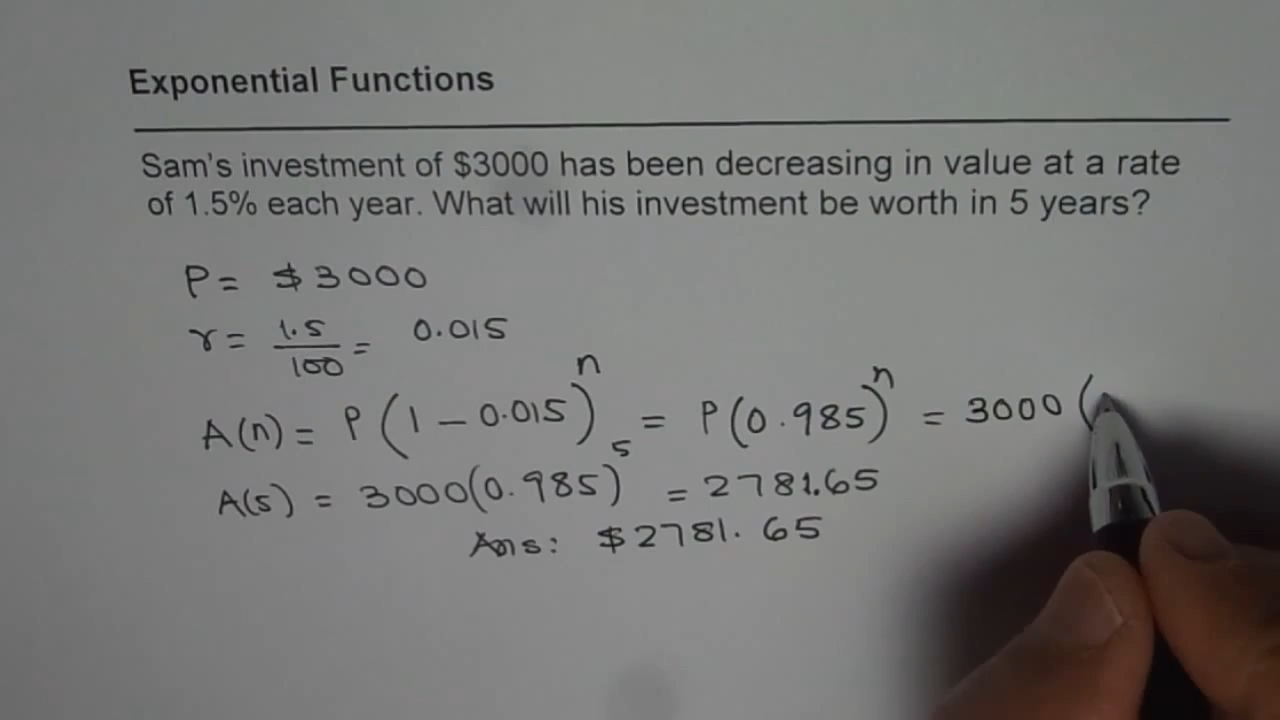 Exponential Functions
Sam's investment of $3000 has been decreasing in value at a rate
of 1.5% each year. What will his investment be worth in 5 years?
P = $3000
r = 1.5/100 = 0.015
A(n) = P(1 - 0.015)^n = P(0.985)^n = 3000(
A(5) = 3000(0.985)^5 = 2781.65
Ans: $2781.65